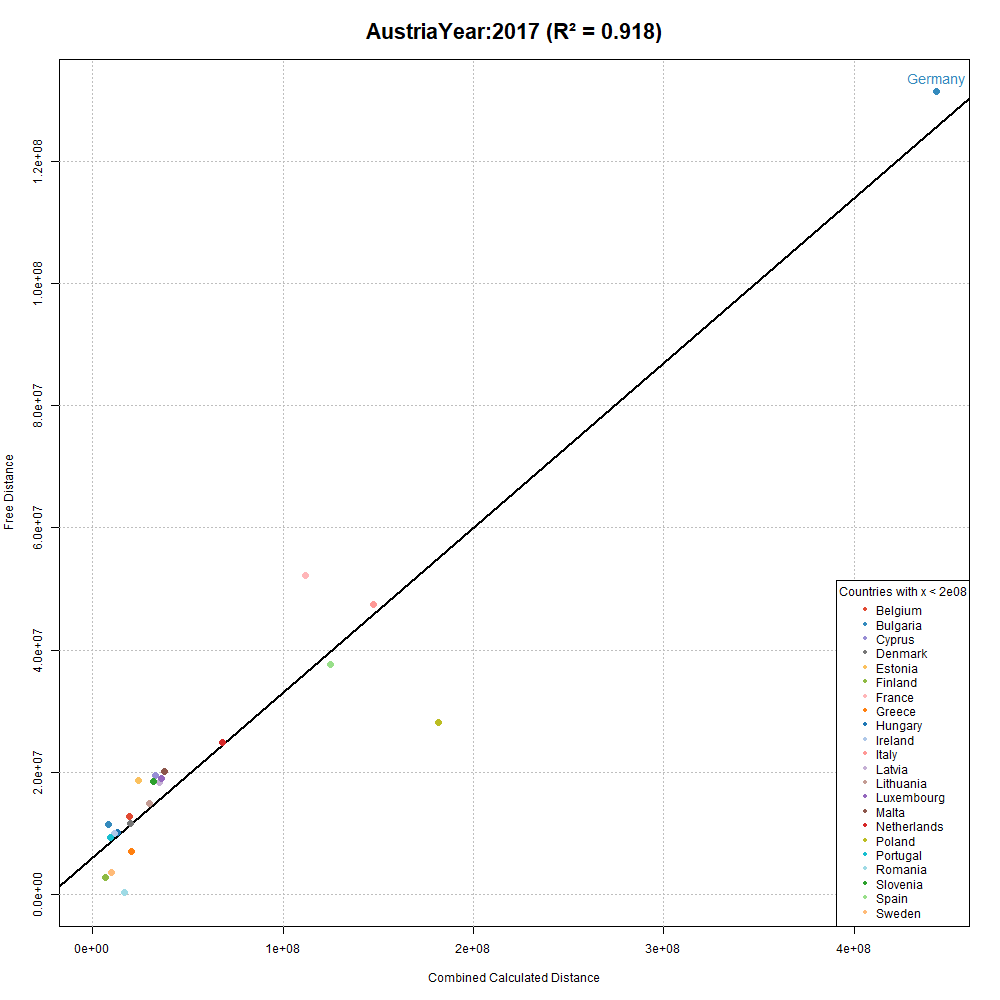 AustriaYear:2017 (R² = 0.918)
Germany
1.2e+08
1.0e+08
8.0e+07
6.0e+07
4.0e+07
2.0e+07
0.0e+00
Free Distance
Countries with x < 2e08
Belgium
Bulgaria
Cyprus
Denmark
Estonia
Finland
France
Greece
Hungary
Ireland
Italy
Latvia
Lithuania
Luxembourg
Malta
Netherlands
Poland
Portugal
Romania
Slovenia
Spain
Sweden
0e+00 1e+08 2e+08 3e+08 4e+08
Combined Calculated Distance